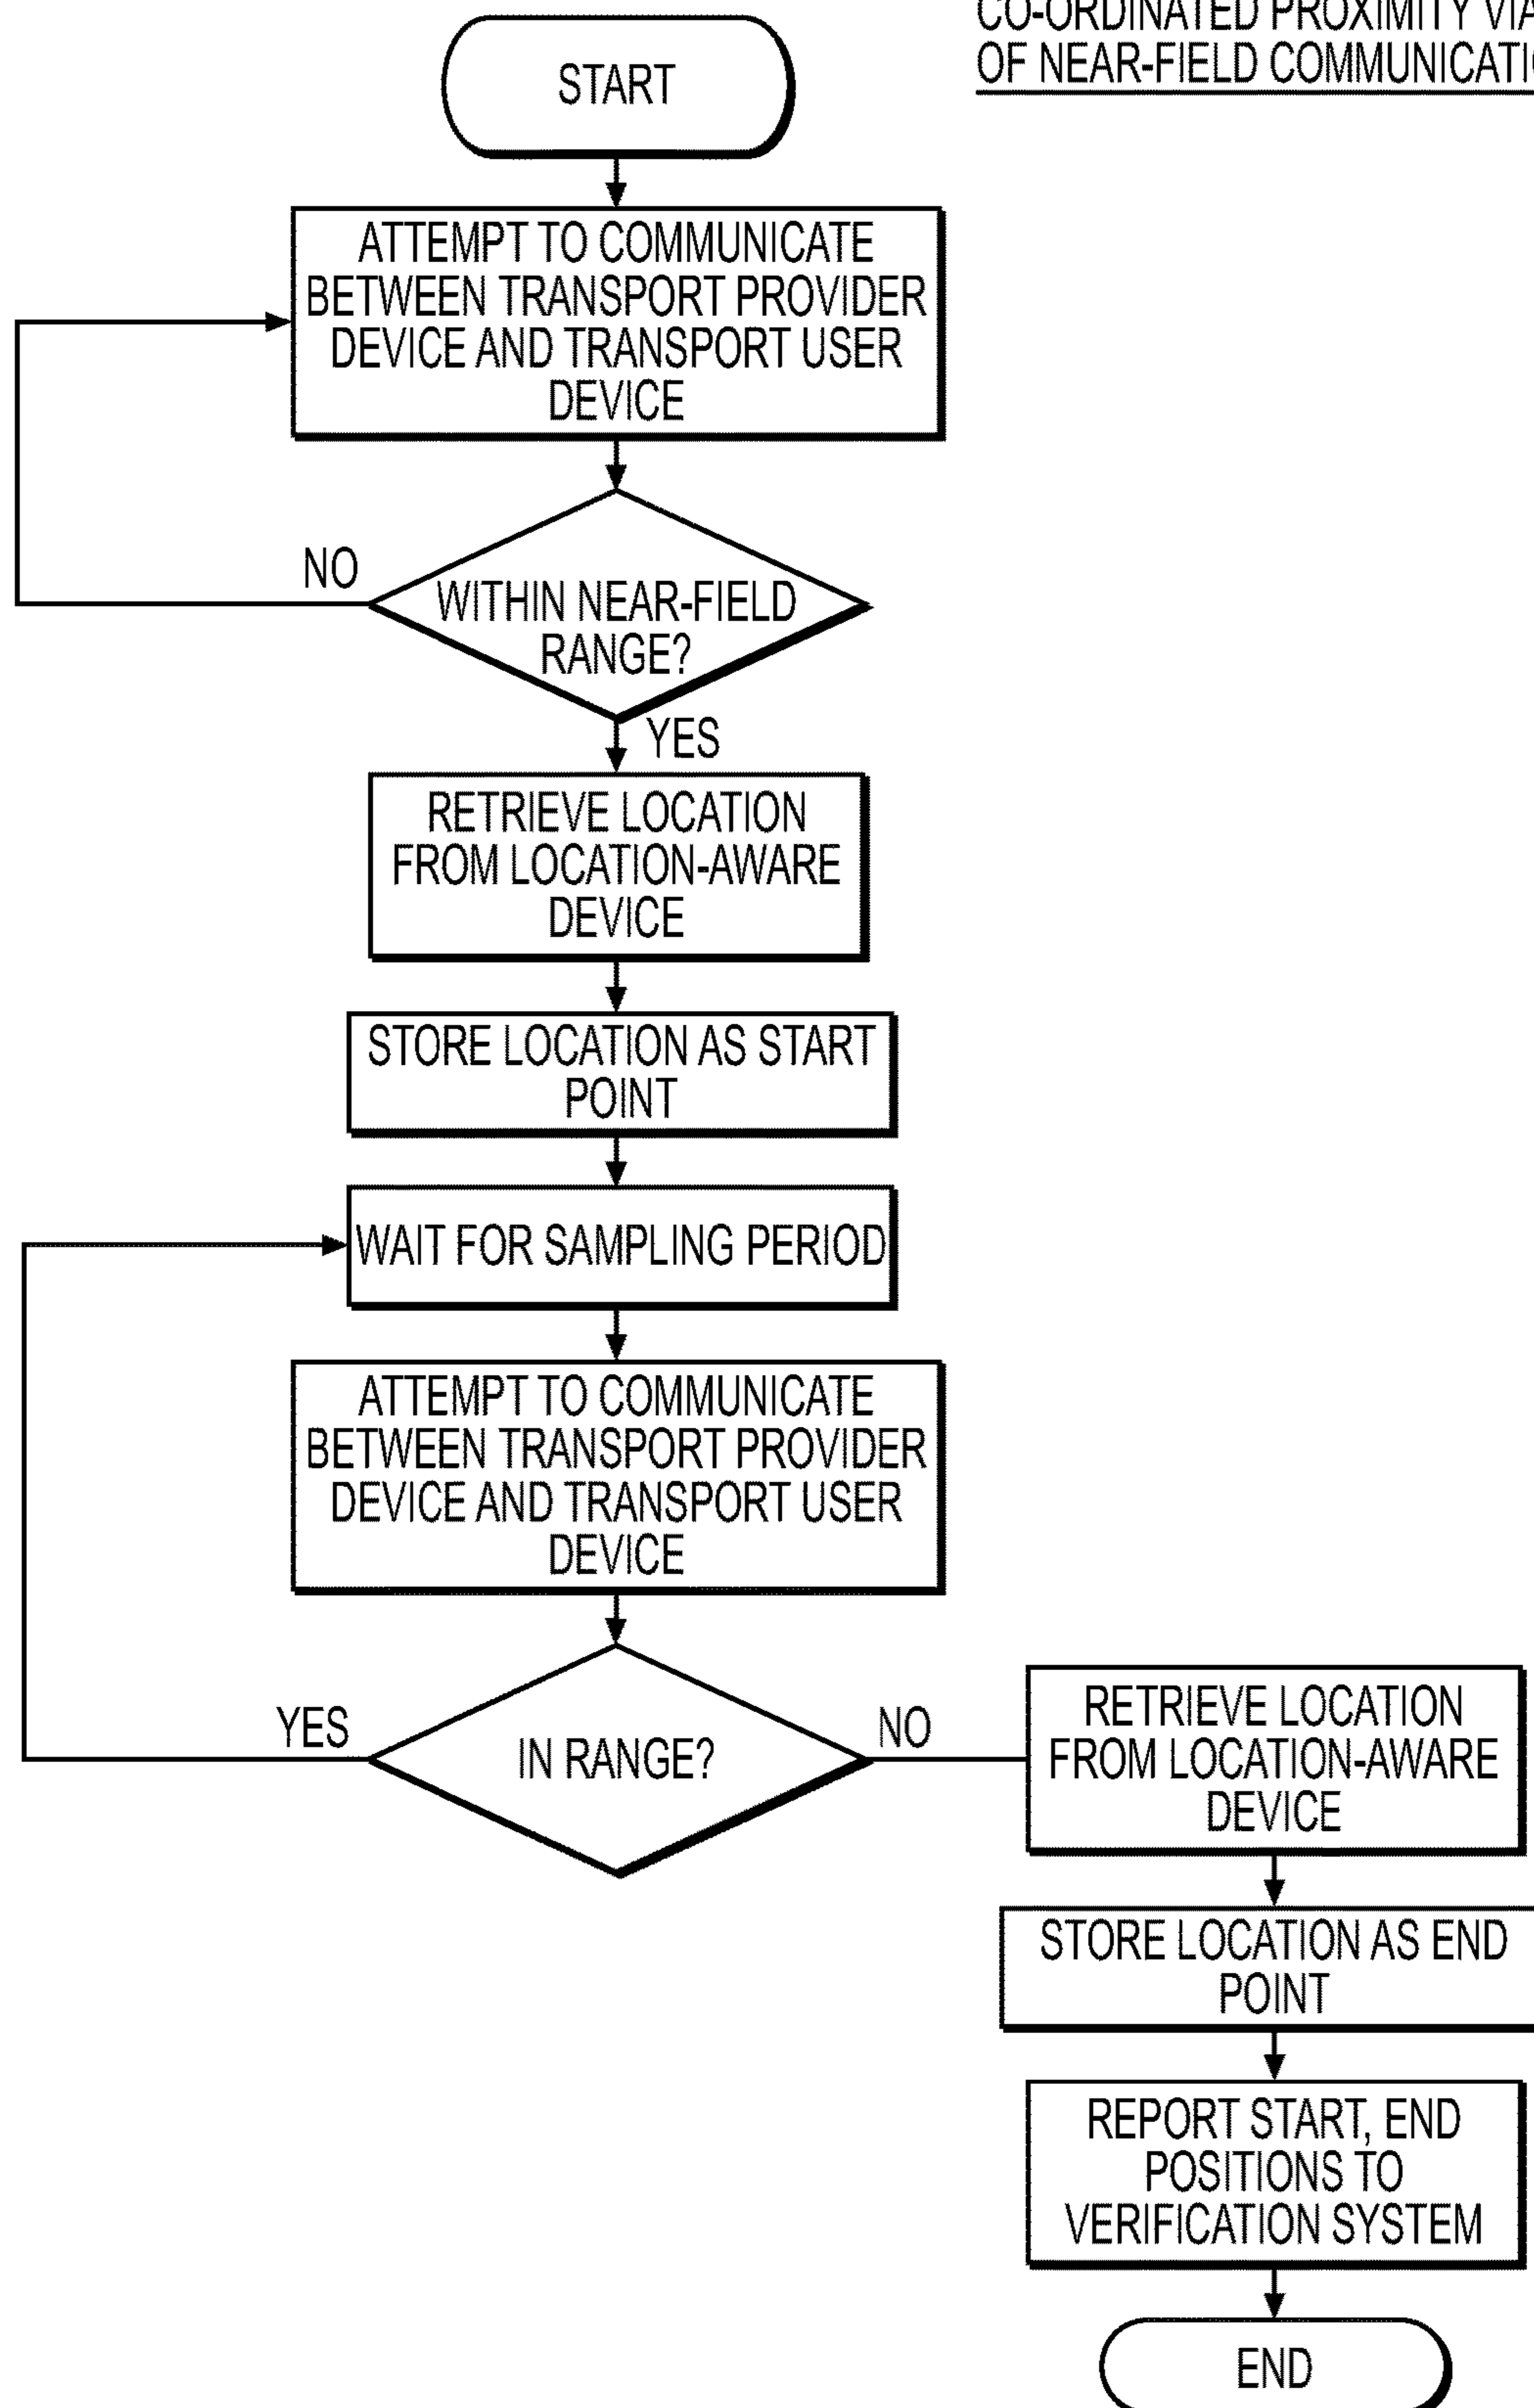 CO-ORDINATED PROXIMITY VIA
OF NEAR-FIELD
START
ATTEMPT TO COMMUNICATE
BETWEEN TRANSPORT PROVIDER
DEVICE AND TRANSPORT USER
DEVICE
NO
WITHIN NEAR-FIELD
RANGE?
YES
RETRIEVE LOCATION
FROM LOCATION-AWARE
DEVICE
STORE LOCATION AS START
POINT
WAIT FOR SAMPLING PERIOD
ATTEMPT TO COMMUNICATE
BETWEEN TRANSPORT PROVIDER
DEVICE AND TRANSPORT USER
DEVICE
YES
IN RANGE?
NO
RETRIEVE LOCATION
FROM LOCATION-AWARE
DEVICE
STORE LOCATION AS END
POINT
REPORT START, END
POSITIONS TO
VERIFICATION SYSTEM
END